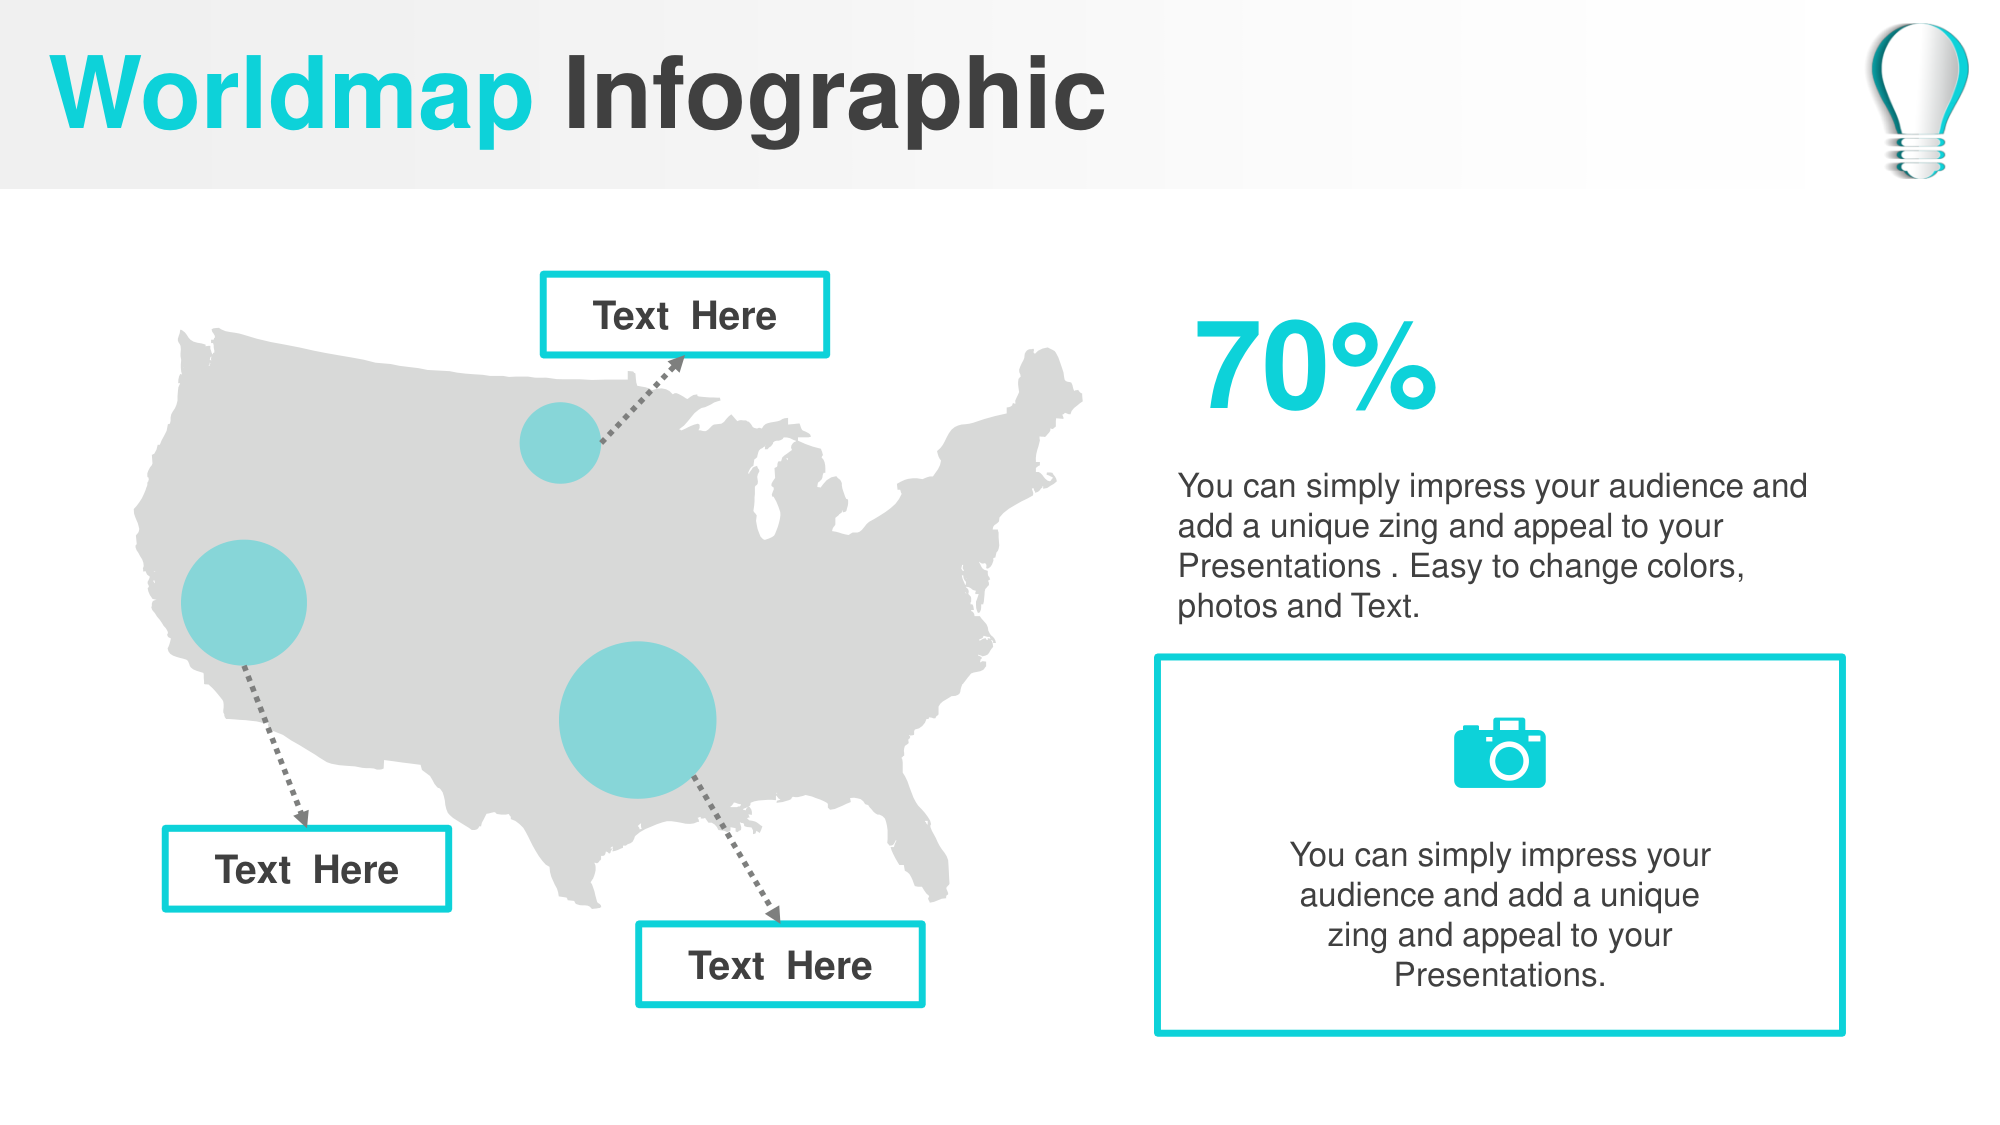 Worldmap Infographic
Text Here
Text Here
Text Here
70%
You can simply impress your audience and
add a unique zing and appeal to your
Presentations . Easy to change colors,
photos and Text.
You can simply impress your
audience and add a unique
zing and appeal to your
Presentations.